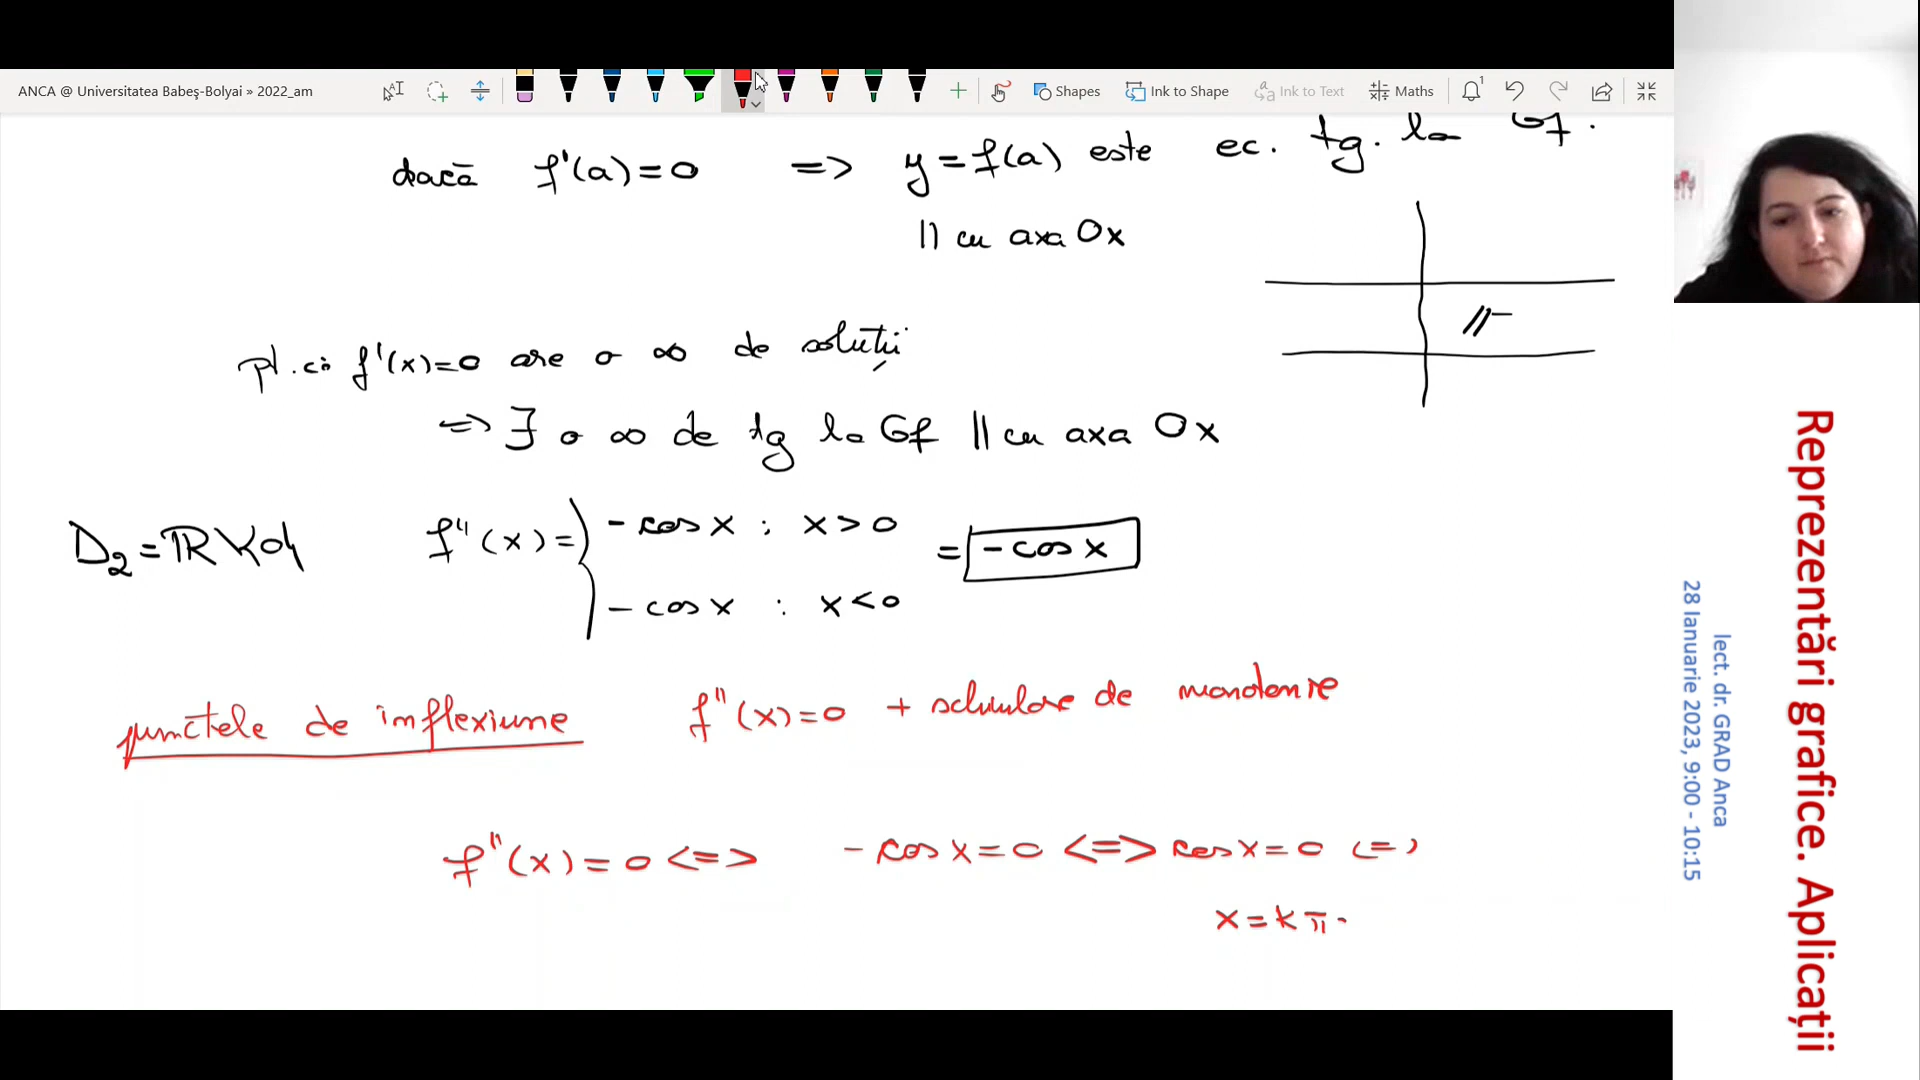 ANCA @ Universitatea Babeş-Bolyai » 2022_am
Shapes Ink to Shape Ink to Text Maths 1
dacă f'(a)=0 => y=f(a) este ec. tg. la Gf.
|| cu axa Ox
pt. că f'(x)=0 are o ∞ de soluții
=> ∃ o ∞ de tg la Gf || cu axa Ox
D₂=ℝ\{0} f''(x)= { -cos x ; x>0 = -cos x
-cos x : x<0
punctele de inflexiune f''(x)=0 + schimbare de monotonie
f''(x)=0 <=> -cos x=0 <=> cos x=0 <=>
x=kπ
Reprezentări grafice. Aplicații
lect. dr. GRAD Anca
28 Ianuarie 2023, 9:00 - 10:15